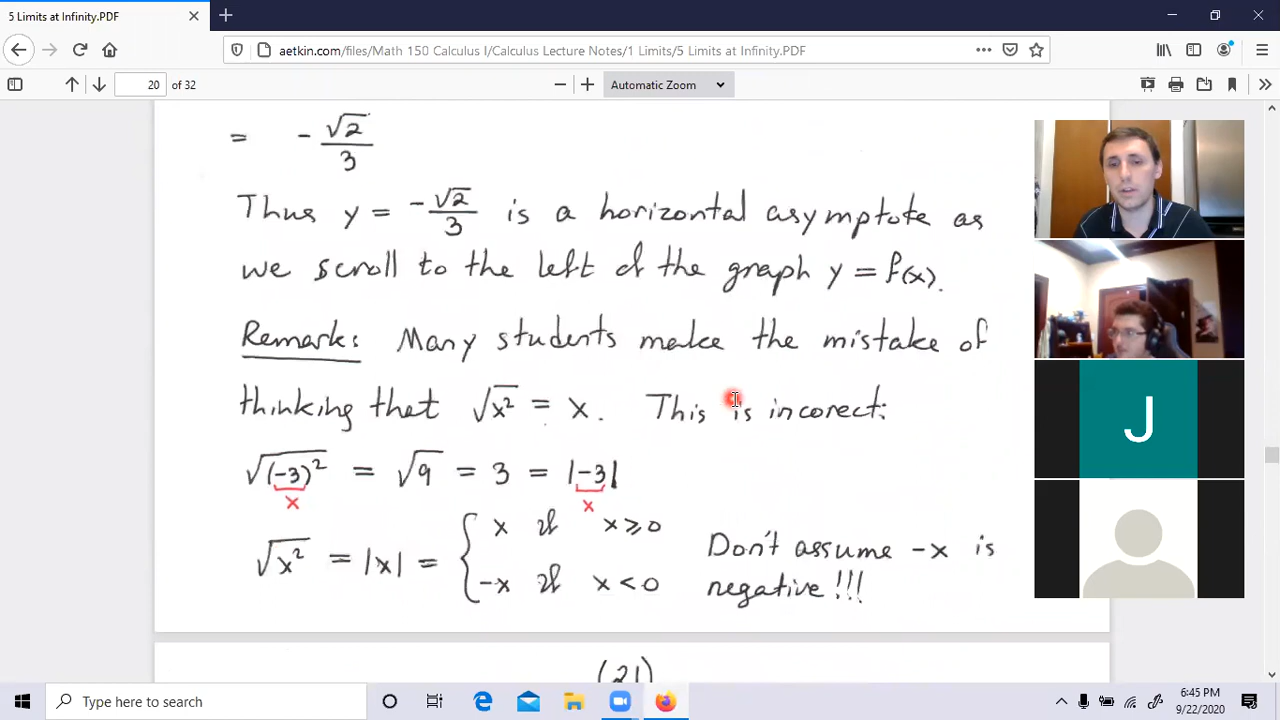 5 Limits at Infinity.PDF
aetkin.com/files/Math 150 Calculus I/Calculus Lecture Notes/1 Limits/5 Limits at Infinity.PDF
20 of 32
Automatic Zoom
= - √2/3
Thus y = - √2/3 is a horizontal asymptote as
we scroll to the left of the graph y = f(x).
Remark: Many students make the mistake of
thinking that √x² = x. This is incorect:
√(-3)² = √9 = 3 = |-3|
x x
√x² = |x| = { x if x ≥ 0
-x if x < 0
Don't assume -x is
negative!!!
(21)
J
Type here to search
6:45 PM
9/22/2020